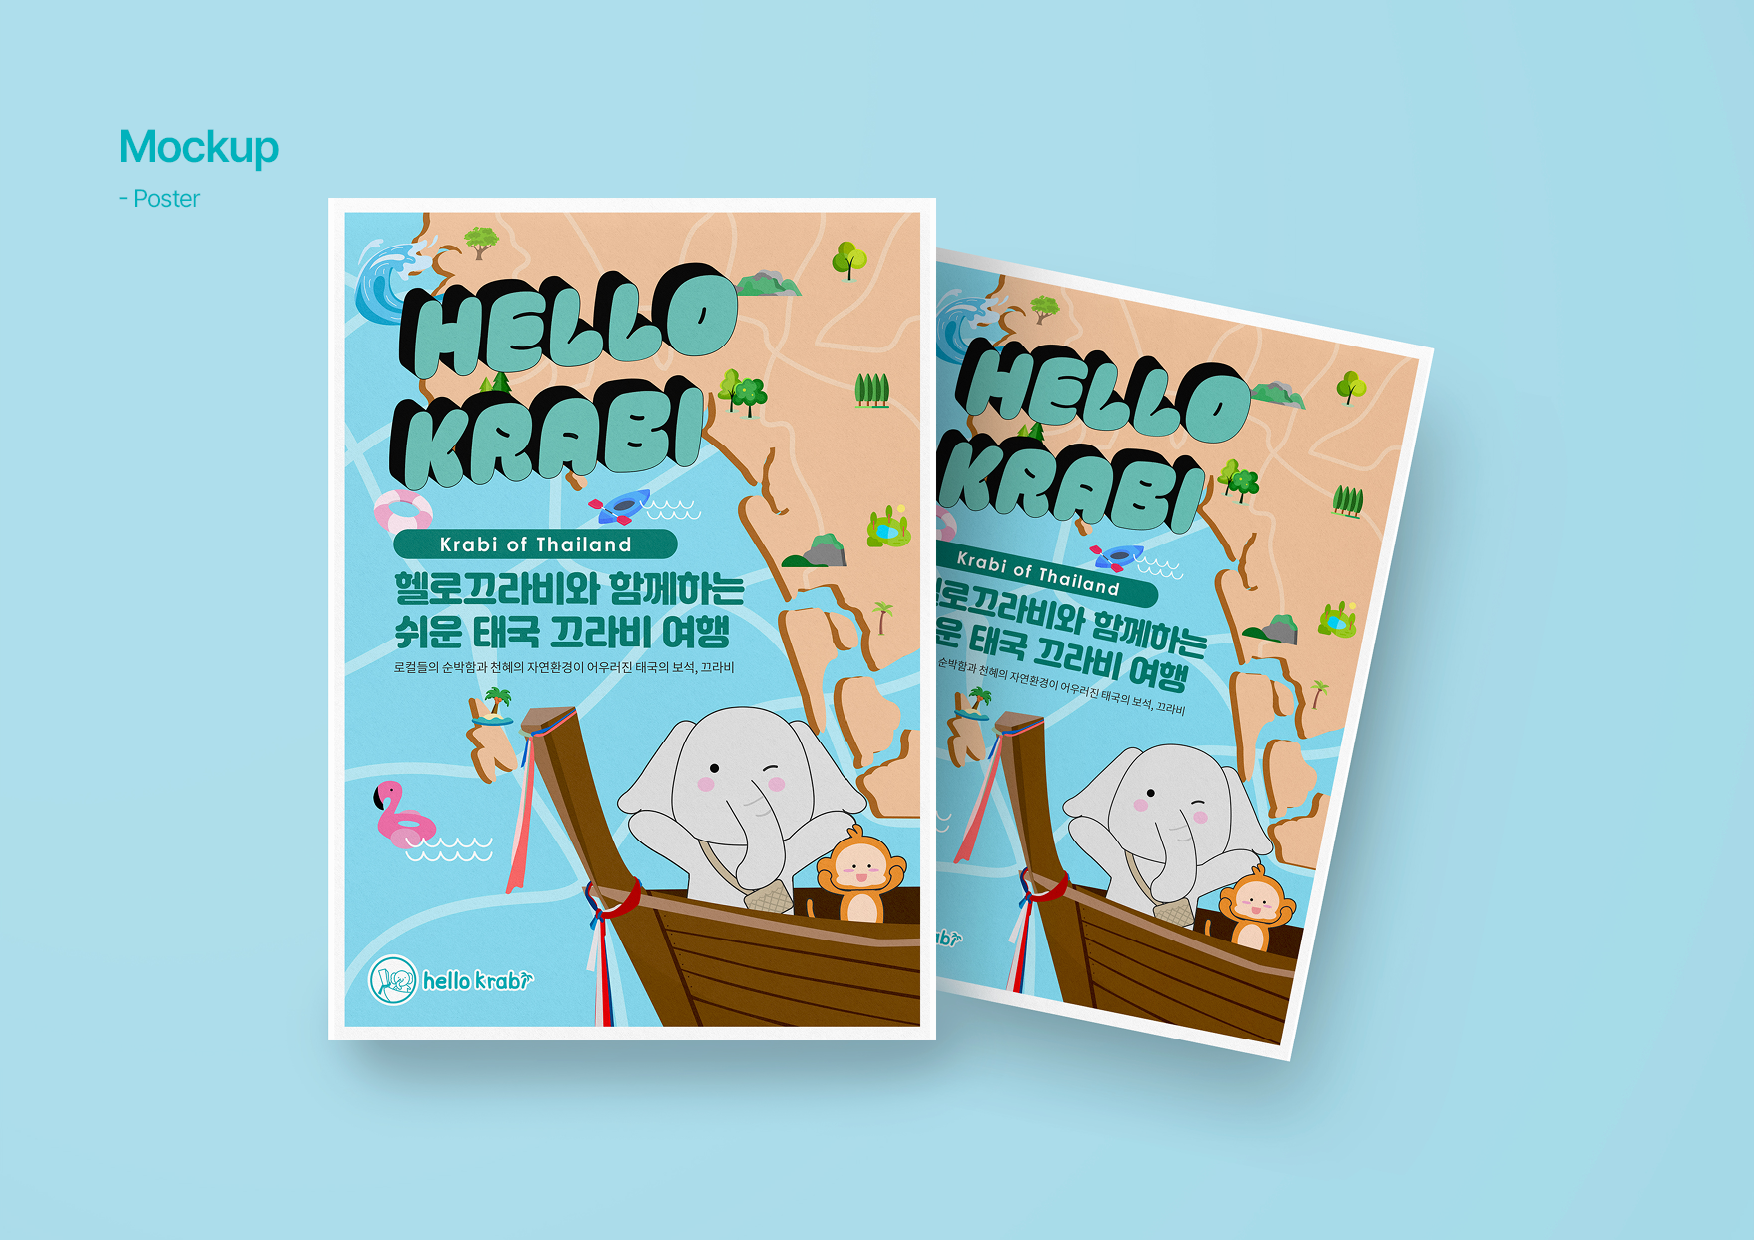 Mockup
- Poster
HELLO
KRABI
Krabi of Thailand
헬로끄라비와 함께하는
쉬운 태국 끄라비 여행
로컬들의 순박함과 천혜의 자연환경이 어우러진 태국의 보석, 끄라비
hello krabi
HELLO
KRABI
Krabi of Thailand
로끄라비와 함께하는
운 태국 끄라비 여행
순박함과 천혜의 자연환경이 어우러진 태국의 보석, 끄라비
abi